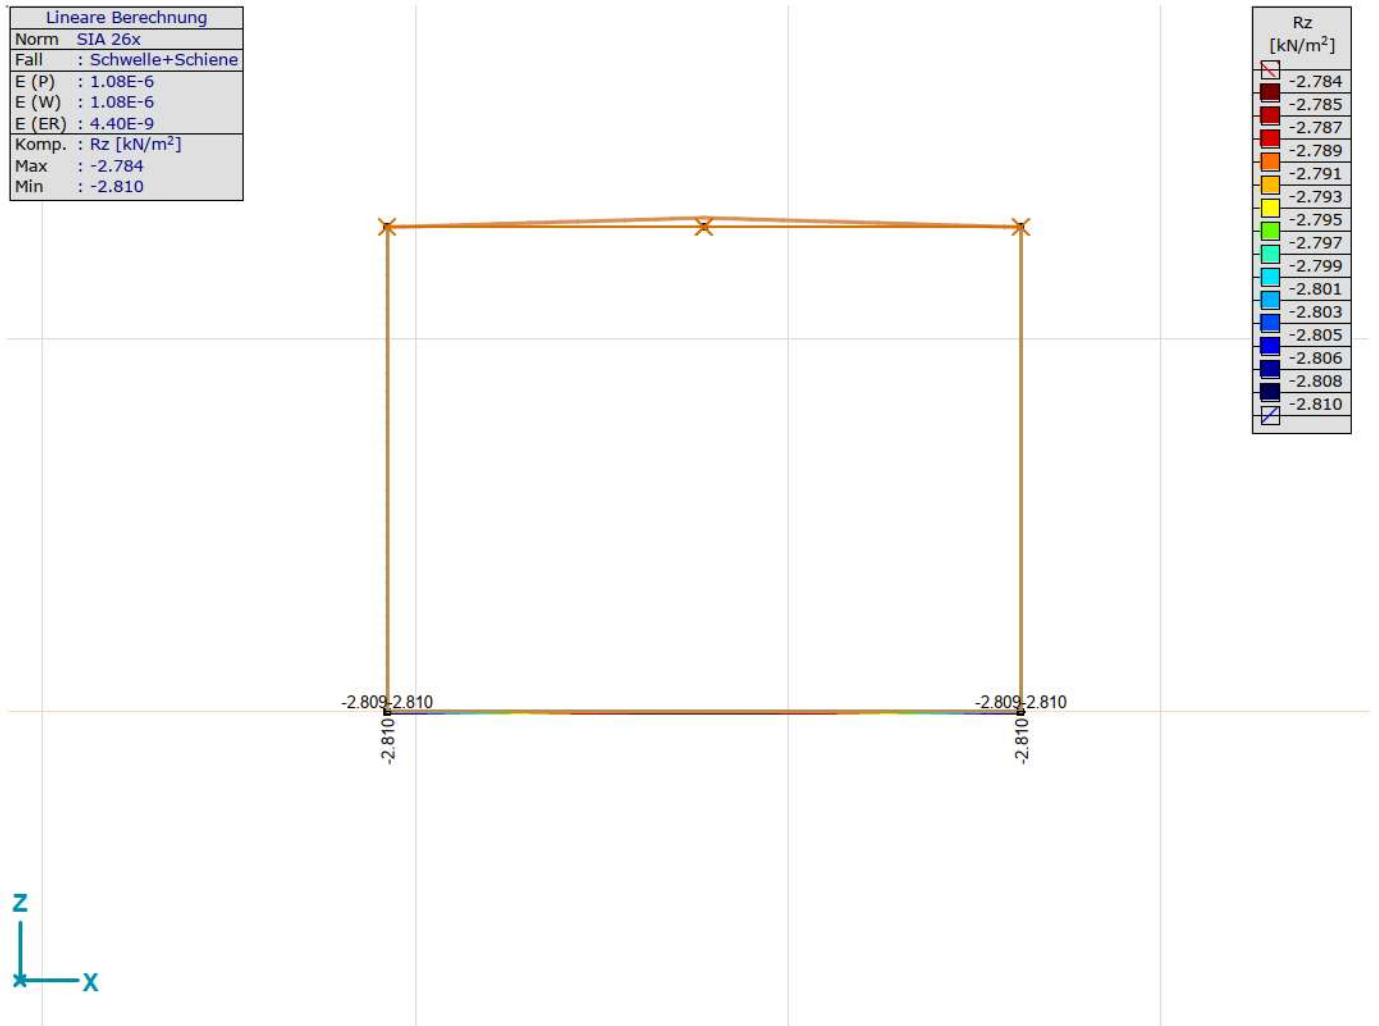 Lineare Berechnung
Norm SIA 26x
Fall : Schwelle+Schiene
E (P) : 1.08E-6
E (W) : 1.08E-6
E (ER) : 4.40E-9
Komp. : Rz [kN/m²]
Max : -2.784
Min : -2.810
Rz
[kN/m²]
-2.784
-2.785
-2.787
-2.789
-2.791
-2.793
-2.795
-2.797
-2.799
-2.801
-2.803
-2.805
-2.806
-2.808
-2.810
-2.809 -2.810
-2.810
-2.809 -2.810
-2.810
Z
X